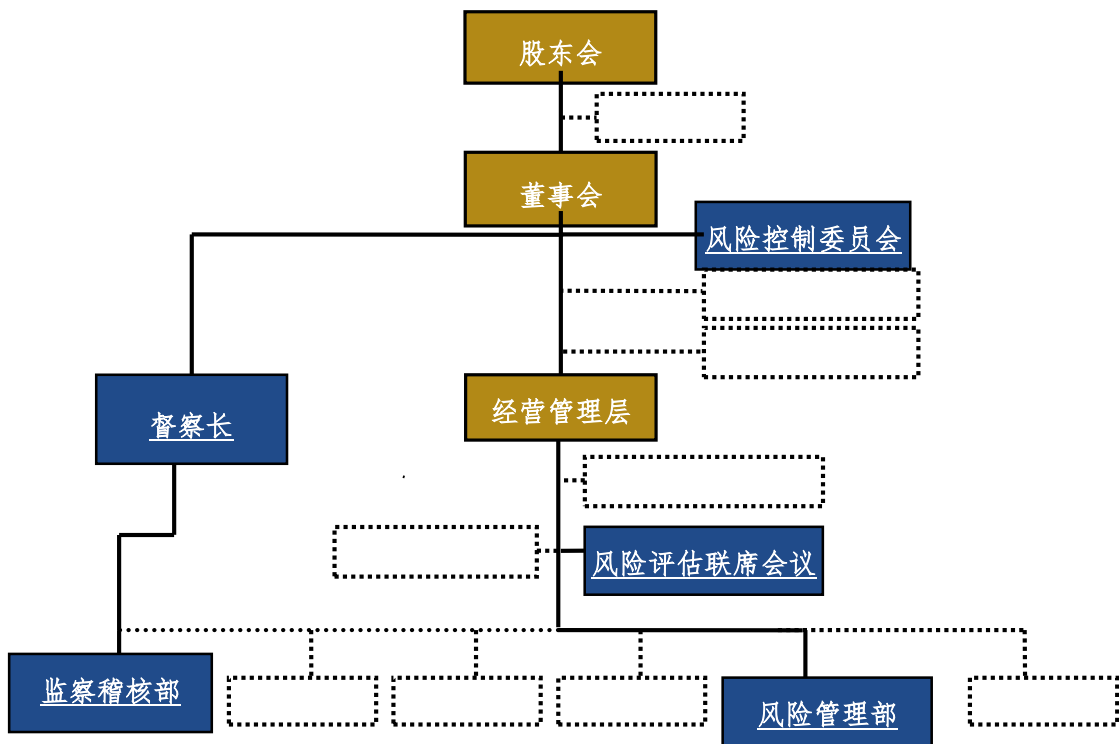 股东会
董事会
风险控制委员会
督察长
经营管理层
风险评估联席会议
监察稽核部
风险管理部